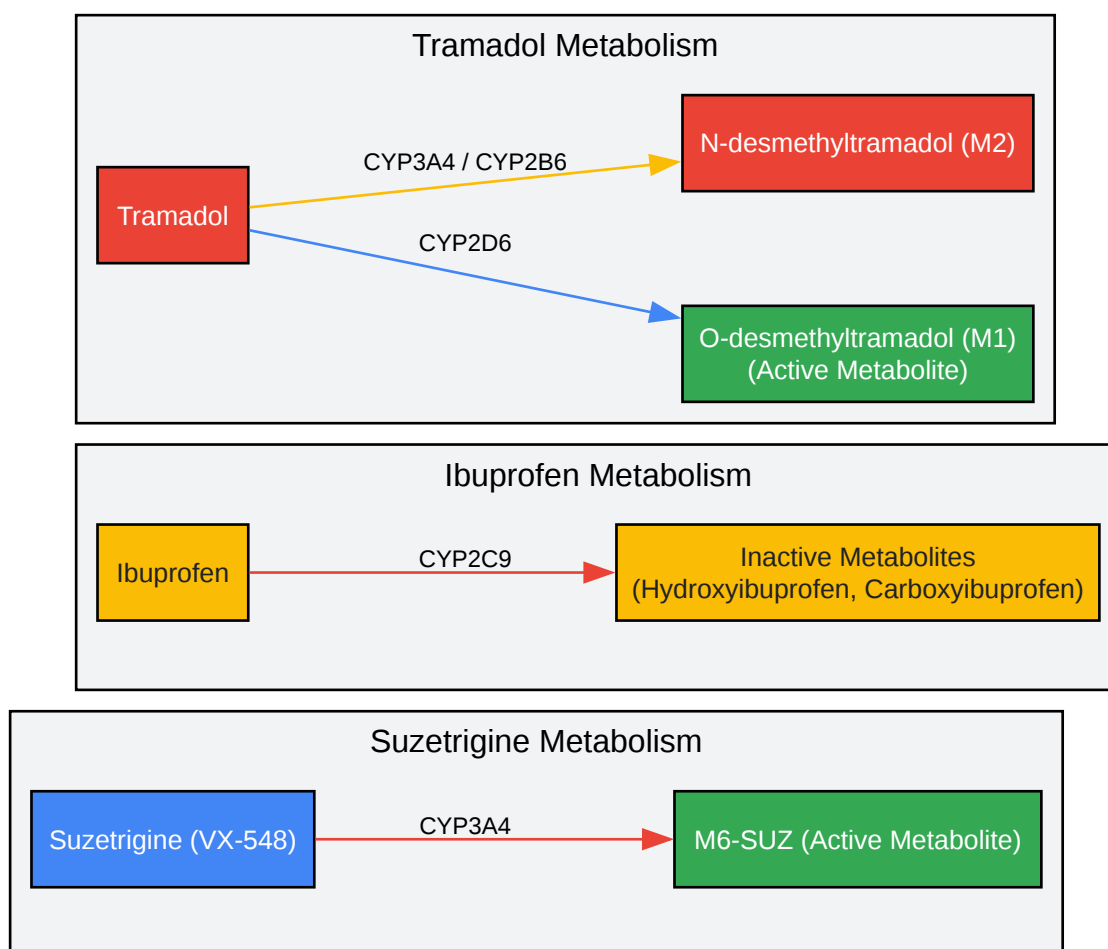 Tramadol Metabolism
Tramadol
CYP3A4 / CYP2B6
N-desmethyltramadol (M2)
CYP2D6
O-desmethyltramadol (M1)
(Active Metabolite)
Ibuprofen Metabolism
Ibuprofen
CYP2C9
Inactive Metabolites
(Hydroxyibuprofen, Carboxyibuprofen)
Suzetrigine Metabolism
Suzetrigine (VX-548)
CYP3A4
M6-SUZ (Active Metabolite)